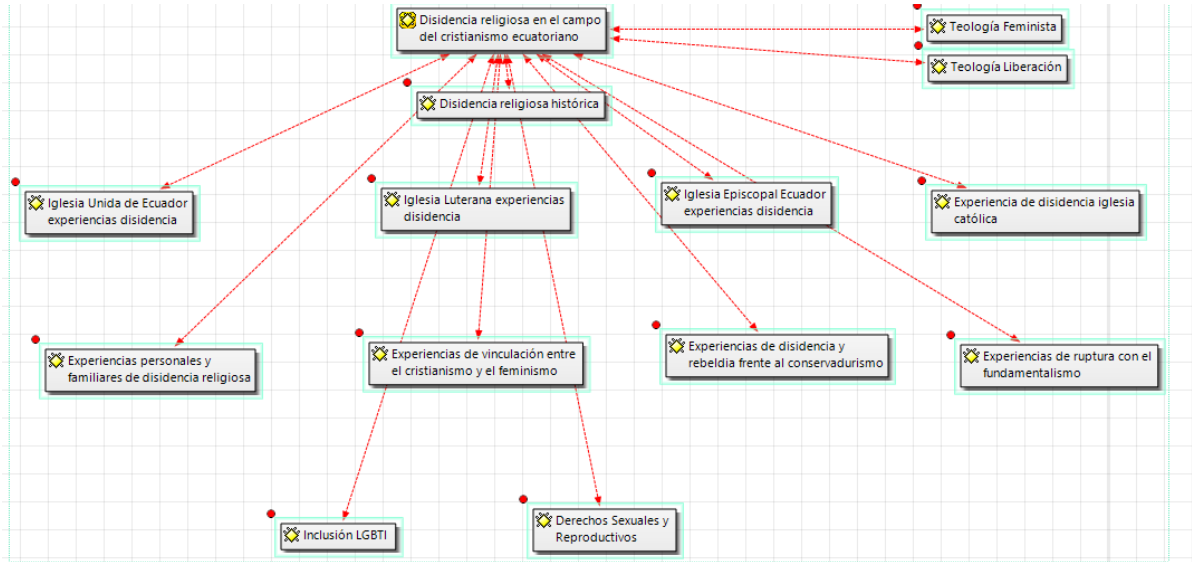 Disidencia religiosa en el campo
del cristianismo ecuatoriano
Teología Feminista
Teología Liberación
Disidencia religiosa histórica
Iglesia Unida de Ecuador
experiencias disidencia
Iglesia Luterana experiencias
disidencia
Iglesia Episcopal Ecuador
experiencias disidencia
Experiencia de disidencia iglesia
católica
Experiencias personales y
familiares de disidencia religiosa
Experiencias de vinculación entre
el cristianismo y el feminismo
Experiencias de disidencia y
rebeldia frente al conservadurismo
Experiencias de ruptura con el
fundamentalismo
Inclusión LGBTI
Derechos Sexuales y
Reproductivos